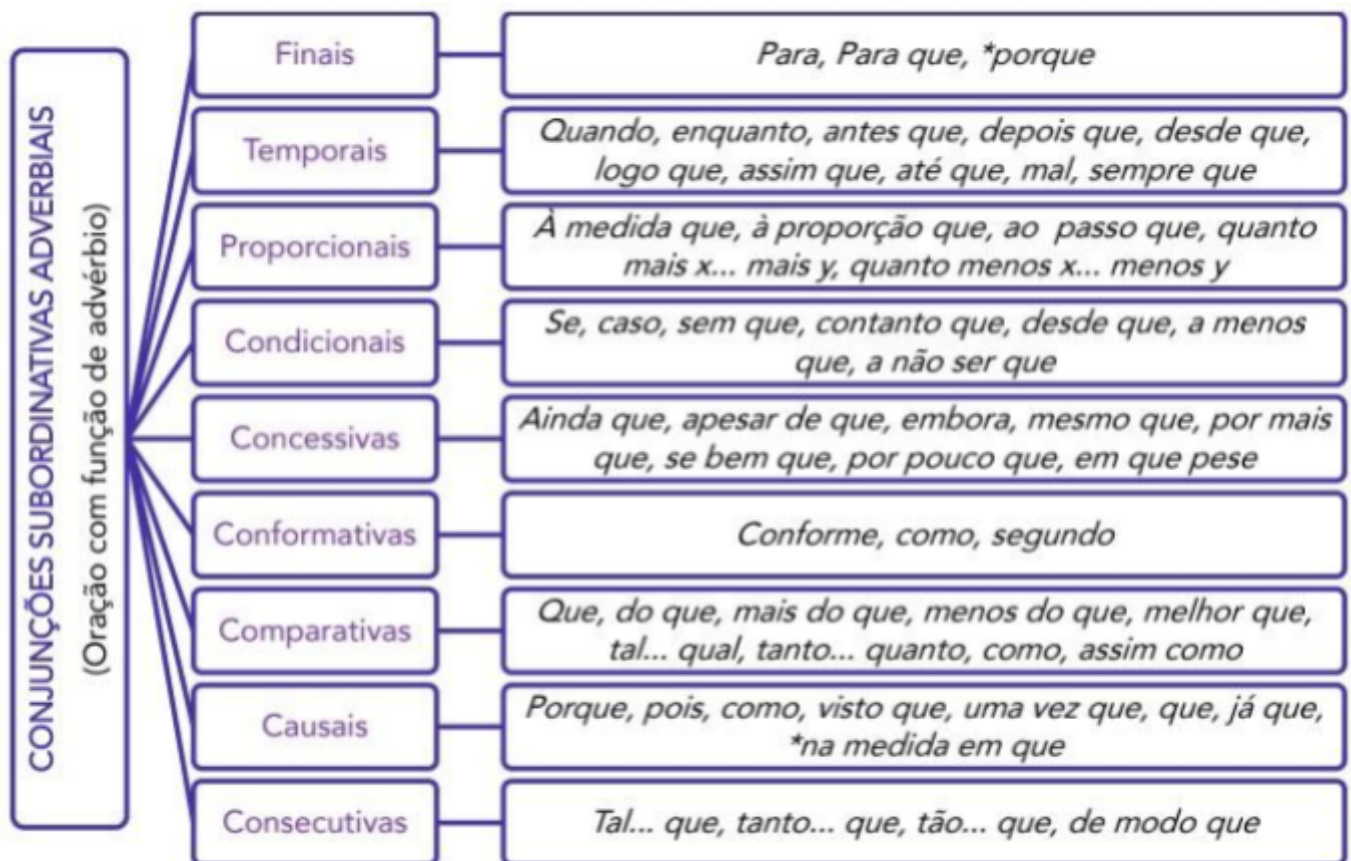 CONJUNÇÕES SUBORDINATIVAS ADVERBIAIS
(Oração com função de advérbio)
Finais
Para, Para que, *porque
Temporais
Quando, enquanto, antes que, depois que, desde que,
logo que, assim que, até que, mal, sempre que
Proporcionais
À medida que, à proporção que, ao passo que, quanto
mais x... mais y, quanto menos x... menos y
Condicionais
Se, caso, sem que, contanto que, desde que, a menos
que, a não ser que
Concessivas
Ainda que, apesar de que, embora, mesmo que, por mais
que, se bem que, por pouco que, em que pese
Conformativas
Conforme, como, segundo
Comparativas
Que, do que, mais do que, menos do que, melhor que,
tal... qual, tanto... quanto, como, assim como
Causais
Porque, pois, como, visto que, uma vez que, que, já que,
*na medida em que
Consecutivas
Tal... que, tanto... que, tão... que, de modo que